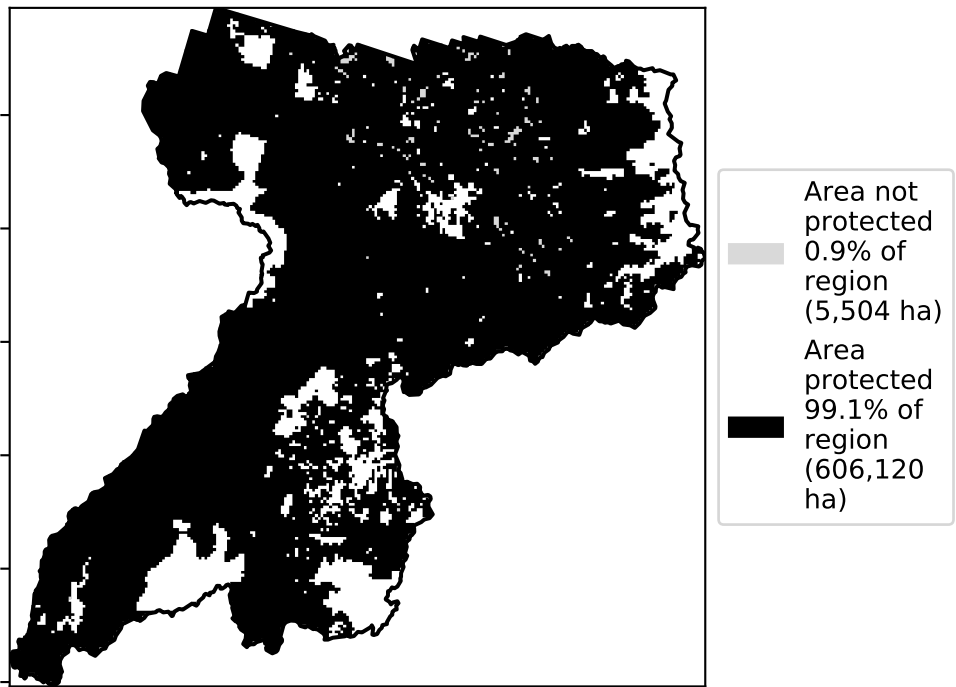 Area not
protected
0.9% of
region
(5,504 ha)
Area
protected
99.1% of
region
(606,120
ha)